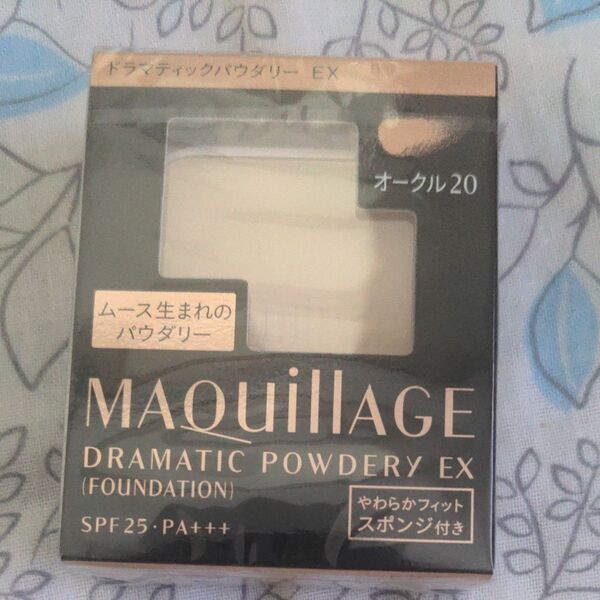 ドラマティックパウダリー EX
オークル20
ムース生まれの
パウダリー
MAQuillAGE
DRAMATIC POWDERY EX
(FOUNDATION)
SPF25・PA+++
やわらかフィット
スポンジ付き